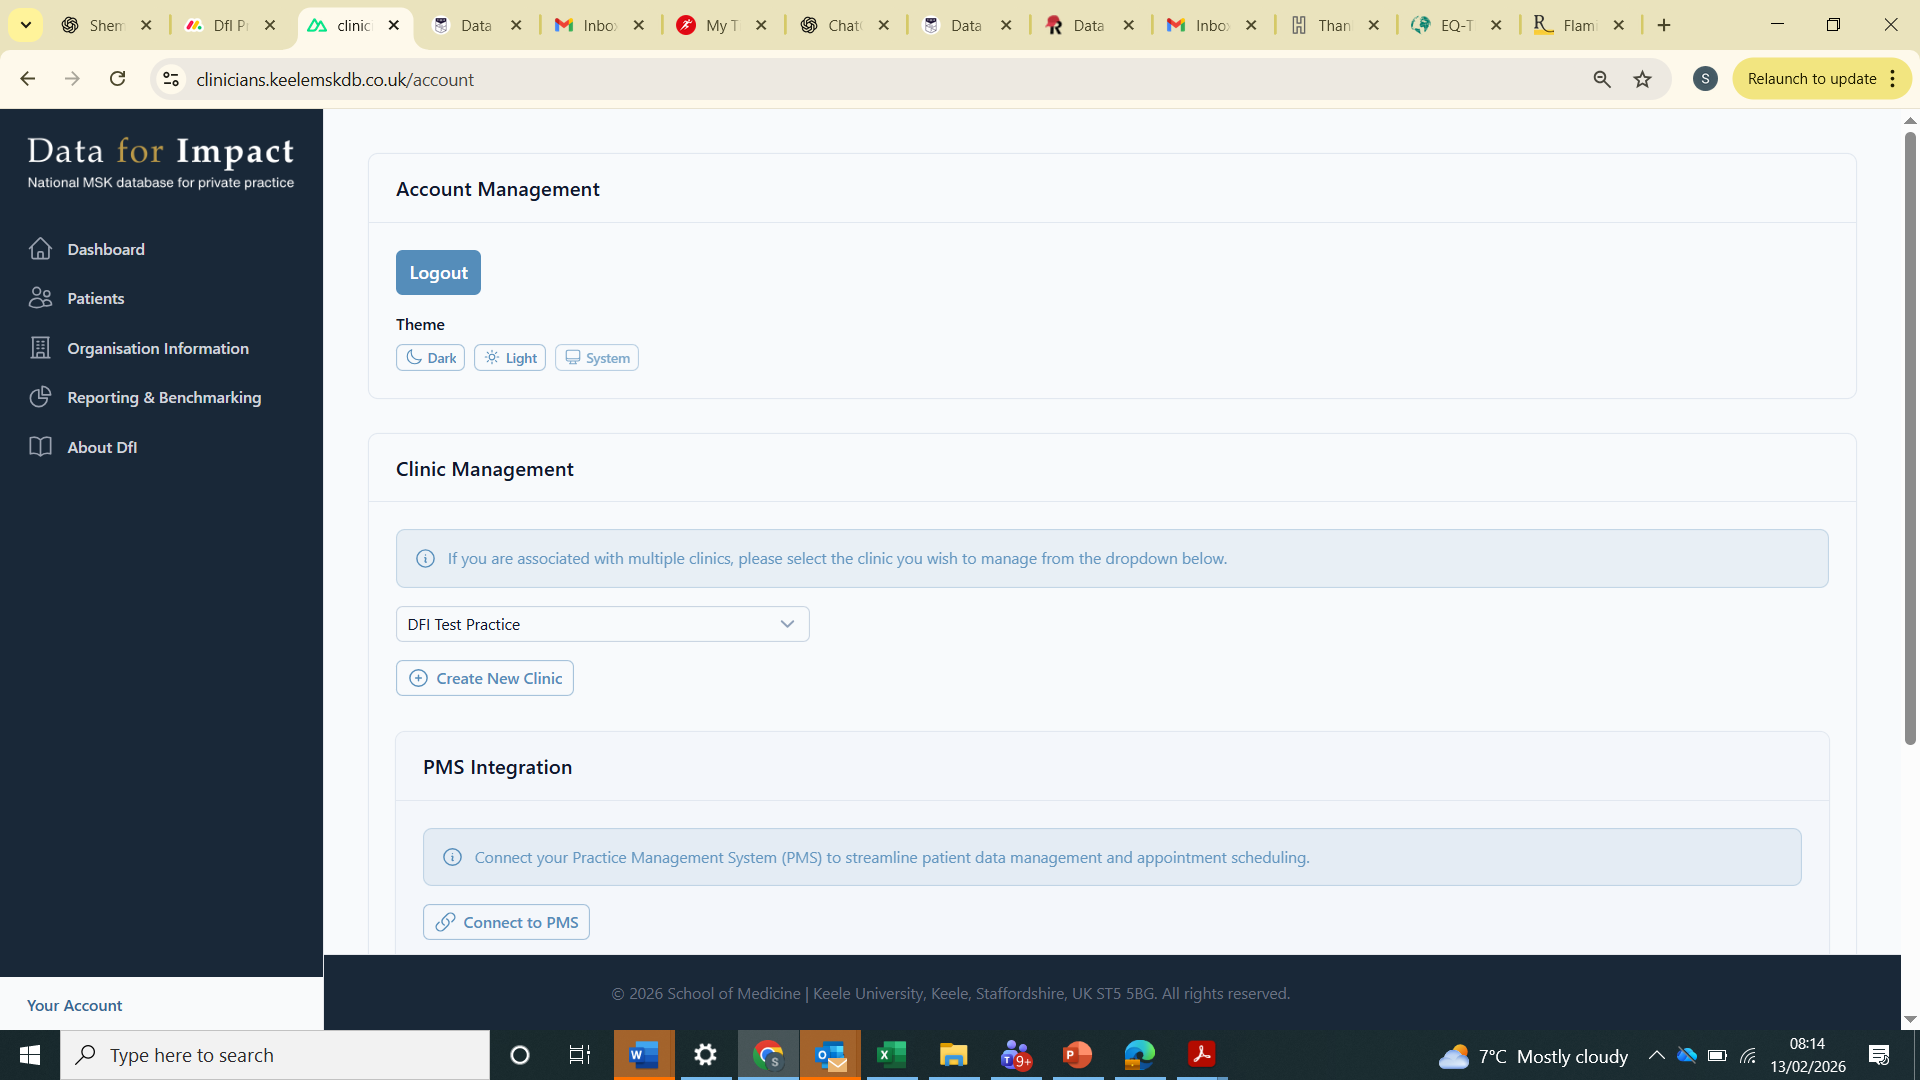 Shem
DfI Pr
clinic
Data
Inbox
My T
Chat
Data
Data
Inbox
Than
EQ-T
Flami
clinicians.keelemskdb.co.uk/account
S
Relaunch to update
Data for Impact
National MSK database for private practice
Dashboard
Patients
Organisation Information
Reporting & Benchmarking
About DfI
Your Account
Account Management
Logout
Theme
Dark
Light
System
Clinic Management
If you are associated with multiple clinics, please select the clinic you wish to manage from the dropdown below.
DFI Test Practice
Create New Clinic
PMS Integration
Connect your Practice Management System (PMS) to streamline patient data management and appointment scheduling.
Connect to PMS
© 2026 School of Medicine | Keele University, Keele, Staffordshire, UK ST5 5BG. All rights reserved.
Type here to search
9+
7°C Mostly cloudy
08:14
13/02/2026